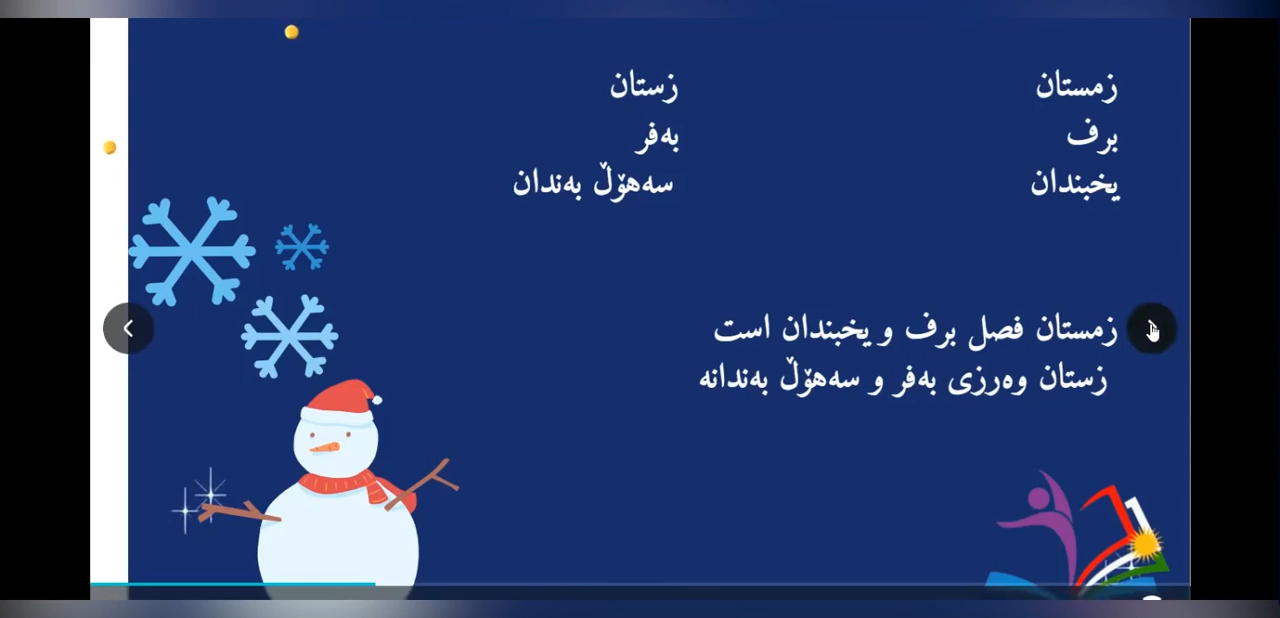 زمستان
زستان
برف
بەفر
یخبندان
سەهۆڵ بەندان
زمستان فصل برف و یخبندان است
زستان وەرزی بەفر و سەهۆڵ بەندانە